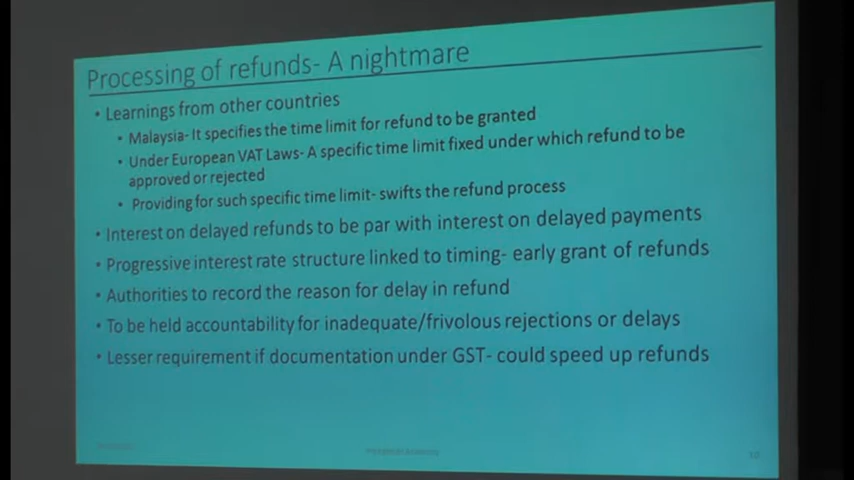 Processing of refunds- A nightmare
• Learnings from other countries
• Malaysia- It specifies the time limit for refund to be granted
• Under European VAT Laws- A specific time limit fixed under which refund to be
approved or rejected
• Providing for such specific time limit- swifts the refund process
• Interest on delayed refunds to be par with interest on delayed payments
• Progressive interest rate structure linked to timing- early grant of refunds
• Authorities to record the reason for delay in refund
• To be held accountability for inadequate/frivolous rejections or delays
• Lesser requirement if documentation under GST- could speed up refunds